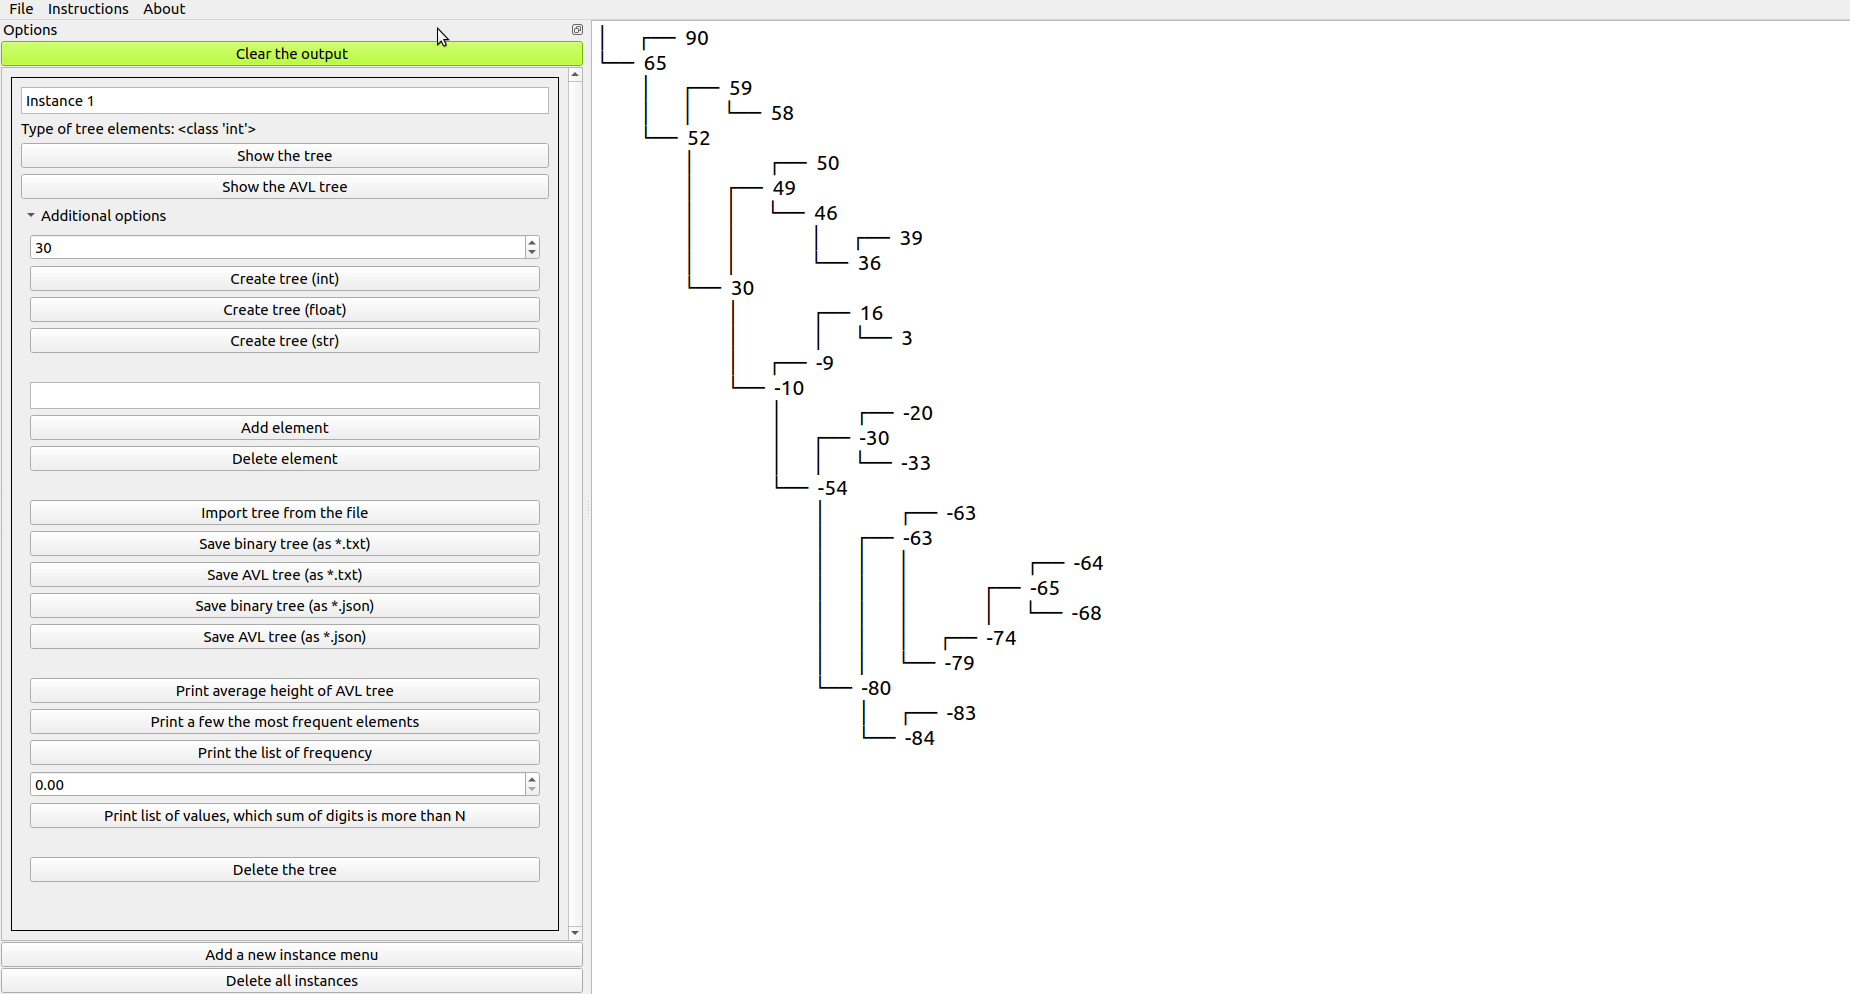 File Instructions About
Options
Clear the output
Instance 1
Type of tree elements: <class 'int'>
Show the tree
Show the AVL tree
Additional options
30
Create tree (int)
Create tree (float)
Create tree (str)
Add element
Delete element
Import tree from the file
Save binary tree (as *.txt)
Save AVL tree (as *.txt)
Save binary tree (as *.json)
Save AVL tree (as *.json)
Print average height of AVL tree
Print a few the most frequent elements
Print the list of frequency
0.00
Print list of values, which sum of digits is more than N
Delete the tree
Add a new instance menu
Delete all instances
90
65
59
58
52
50
49
46
39
36
30
16
3
-9
-10
-20
-30
-33
-54
-63
-63
-64
-65
-68
-74
-79
-80
-83
-84